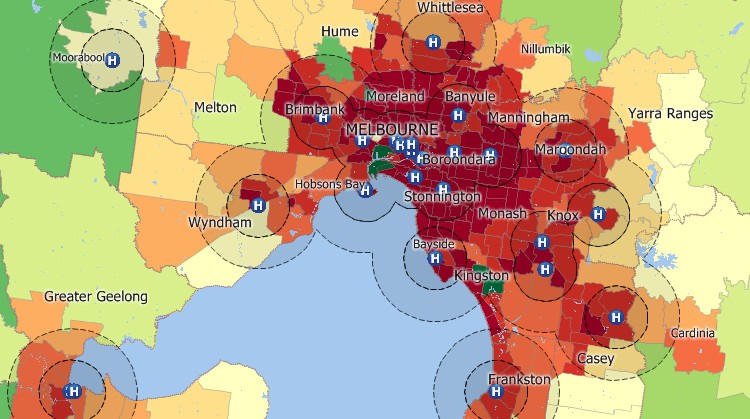 Whittlesea
Hume
Nillumbik
Moorabool
H
H
Melton
Moreland
Banyule
Brimbank
H
H
Manningham
Yarra Ranges
MELBOURNE
H
H
H
H
H
Boroondara
Maroondah
Hobsons Bay
H
H
H
Stonnington
Wyndham
H
Monash
Knox
H
Bayside
H
H
H
Kingston
Greater Geelong
H
Cardinia
Casey
Frankston
H
H